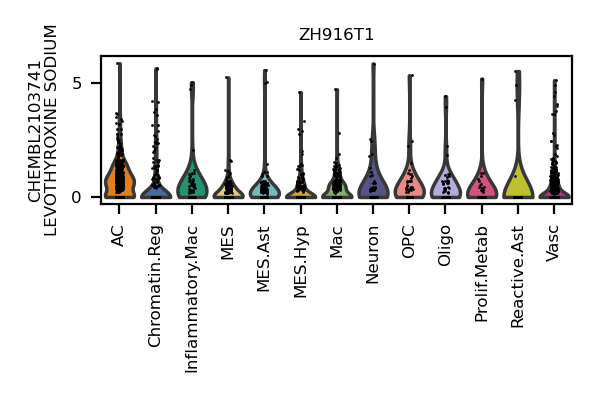 ZH916T1
CHEMBL2103741
LEVOTHYROXINE SODIUM
5
0
AC
Chromatin.Reg
Inflammatory.Mac
MES
MES.Ast
MES.Hyp
Mac
Neuron
OPC
Oligo
Prolif.Metab
Reactive.Ast
Vasc